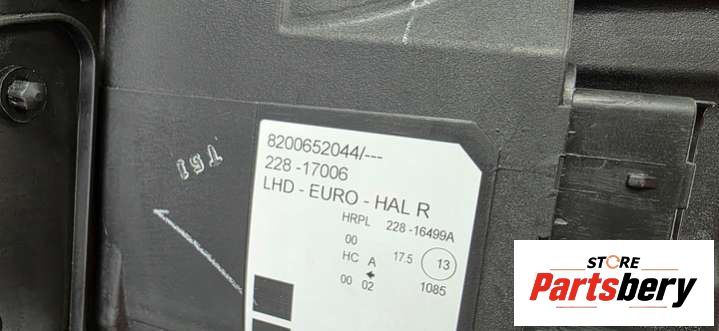 T51
8200652044/---
228 -17006
LHD - EURO - HAL R
HRPL 228 -16499A
00 17.5 13
HC A
00 02 1085
STORE
Partsbery